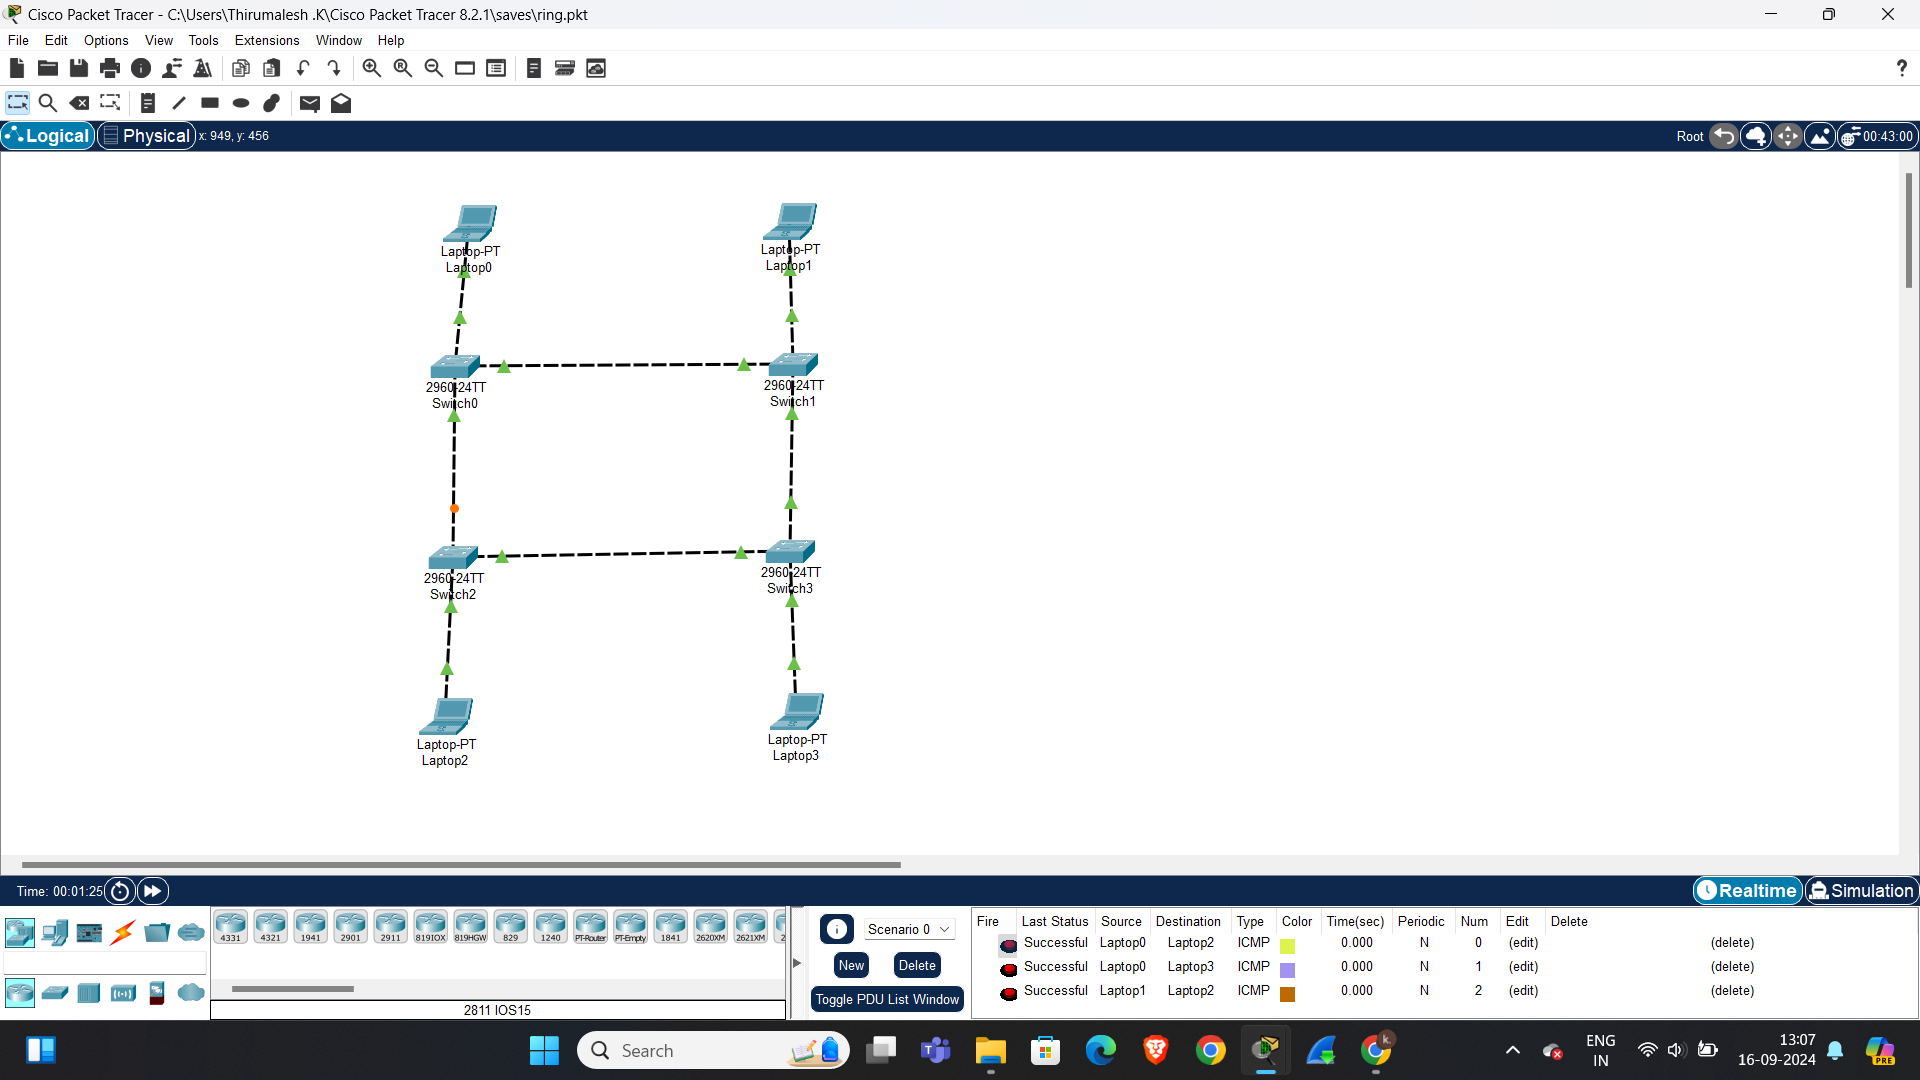 Cisco Packet Tracer - C:\Users\Thirumalesh .K\Cisco Packet Tracer 8.2.1\saves\ring.pkt
File Edit Options View Tools Extensions Window Help
?
Logical Physical x: 949, y: 456 Root 00:43:00
Laptop-PT
Laptop0
Laptop-PT
Laptop1
2960-24TT
Switch0
2960-24TT
Switch1
2960-24TT
Switch2
2960-24TT
Switch3
Laptop-PT
Laptop2
Laptop-PT
Laptop3
Time: 00:01:25 Realtime Simulation
4331 4321 1941 2901 2911 819IOX 819HGW 829 1240 PT-Router PT-Empty 1841 2620XM 2621XM 2
2811 IOS15
Scenario 0
New Delete
Toggle PDU List Window
Fire Last Status Source Destination Type Color Time(sec) Periodic Num Edit Delete
Successful Laptop0 Laptop2 ICMP 0.000 N 0 (edit) (delete)
Successful Laptop0 Laptop3 ICMP 0.000 N 1 (edit) (delete)
Successful Laptop1 Laptop2 ICMP 0.000 N 2 (edit) (delete)
Search
k.
ENG
IN
13:07
16-09-2024
PRE